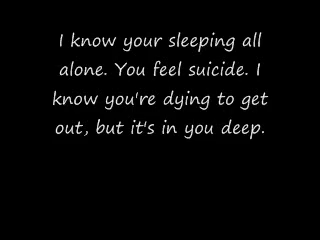 I know your sleeping all
alone. You feel suicide. I
know you're dying to get
out, but it's in you deep.